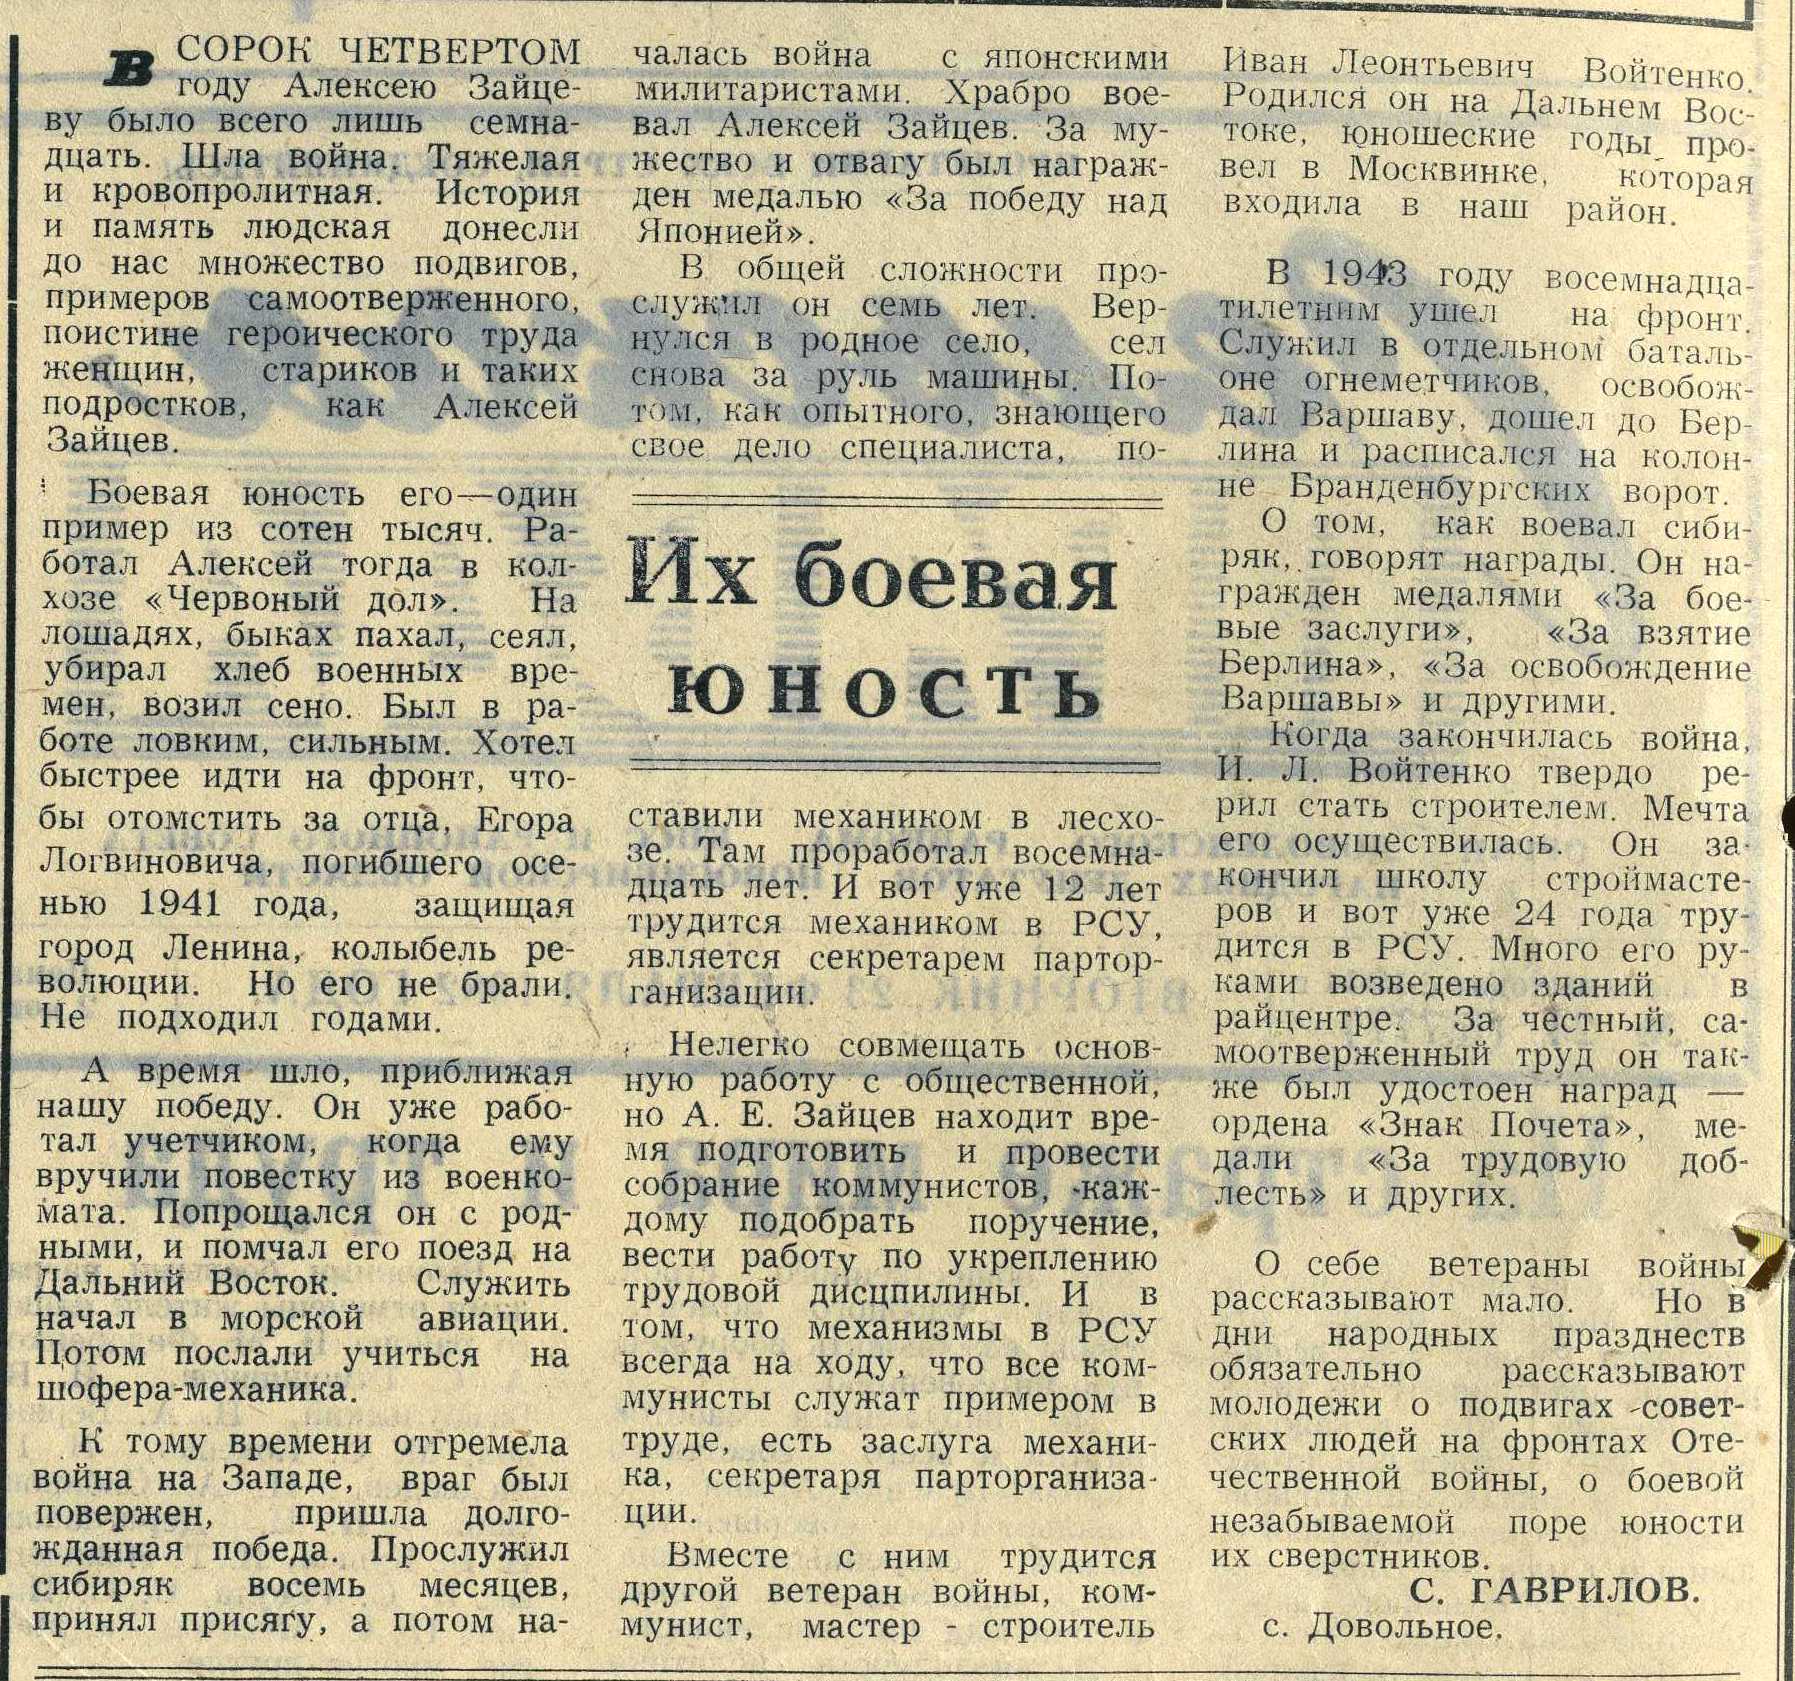 В СОРОК ЧЕТВЕРТОМ
году Алексею Зайце-
ву было всего лишь семна-
дцать. Шла война. Тяжелая
и кровопролитная. История
и память людская донесли
до нас множество подвигов,
примеров самоотверженного,
поистине героического труда
женщин, стариков и таких
подростков, как Алексей
Зайцев.
Боевая юность его—один
пример из сотен тысяч. Ра-
ботал Алексей тогда в кол-
хозе «Червоный дол». На
лошадях, быках пахал, сеял,
убирал хлеб военных вре-
мен, возил сено. Был в ра-
боте ловким, сильным. Хотел
быстрее идти на фронт, что-
бы отомстить за отца, Егора
Логвиновича, погибшего осе-
нью 1941 года, защищая
город Ленина, колыбель ре-
волюции. Но его не брали.
Не подходил годами.
А время шло, приближая
нашу победу. Он уже рабо-
тал учетчиком, когда ему
вручили повестку из военко-
мата. Попрощался он с род-
ными, и помчал его поезд на
Дальний Восток. Служить
начал в морской авиации.
Потом послали учиться на
шофера-механика.
К тому времени отгремела
война на Западе, враг был
повержен, пришла долго-
жданная победа. Прослужил
сибиряк восемь месяцев,
принял присягу, а потом на-
чалась война с японскими
милитаристами. Храбро вое-
вал Алексей Зайцев. За му-
жество и отвагу был награж-
ден медалью «За победу над
Японией».
В общей сложности про-
служил он семь лет. Вер-
нулся в родное село, сел
снова за руль машины. По-
том, как опытного, знающего
свое дело специалиста, по-
Их боевая
юность
ставили механиком в лесхо-
зе. Там проработал восемна-
дцать лет. И вот уже 12 лет
трудится механиком в РСУ,
является секретарем партор-
ганизации.
Нелегко совмещать основ-
ную работу с общественной,
но А. Е. Зайцев находит вре-
мя подготовить и провести
собрание коммунистов, каж-
дому подобрать поручение,
вести работу по укреплению
трудовой дисцпилины. И в
том, что механизмы в РСУ
всегда на ходу, что все ком-
мунисты служат примером в
труде, есть заслуга механи-
ка, секретаря парторганиза-
ции.
Вместе с ним трудится
другой ветеран войны, ком-
мунист, мастер - строитель
Иван Леонтьевич Войтенко.
Родился он на Дальнем Вос-
токе, юношеские годы про-
вел в Москвинке, которая
входила в наш район.
В 1943 году восемнадца-
тилетним ушел на фронт.
Служил в отдельном баталь-
оне огнеметчиков, освобож-
дал Варшаву, дошел до Бер-
лина и расписался на колон-
не Бранденбургских ворот.
О том, как воевал сиби-
ряк, говорят награды. Он на-
гражден медалями «За бое-
вые заслуги», «За взятие
Берлина», «За освобождение
Варшавы» и другими.
Когда закончилась война,
И. Л. Войтенко твердо ре-
рил стать строителем. Мечта
его осуществилась. Он за-
кончил школу строймасте-
ров и вот уже 24 года тру-
дится в РСУ. Много его ру-
ками возведено зданий в
райцентре. За честный, са-
моотверженный труд он так-
же был удостоен наград —
ордена «Знак Почета», ме-
дали «За трудовую доб-
лесть» и других.
О себе ветераны войны
рассказывают мало. Но в
дни народных празднеств
обязательно рассказывают
молодежи о подвигах совет-
ских людей на фронтах Оте-
чественной войны, о боевой
незабываемой поре юности
их сверстников.
С. ГАВРИЛОВ.
с. Довольное.